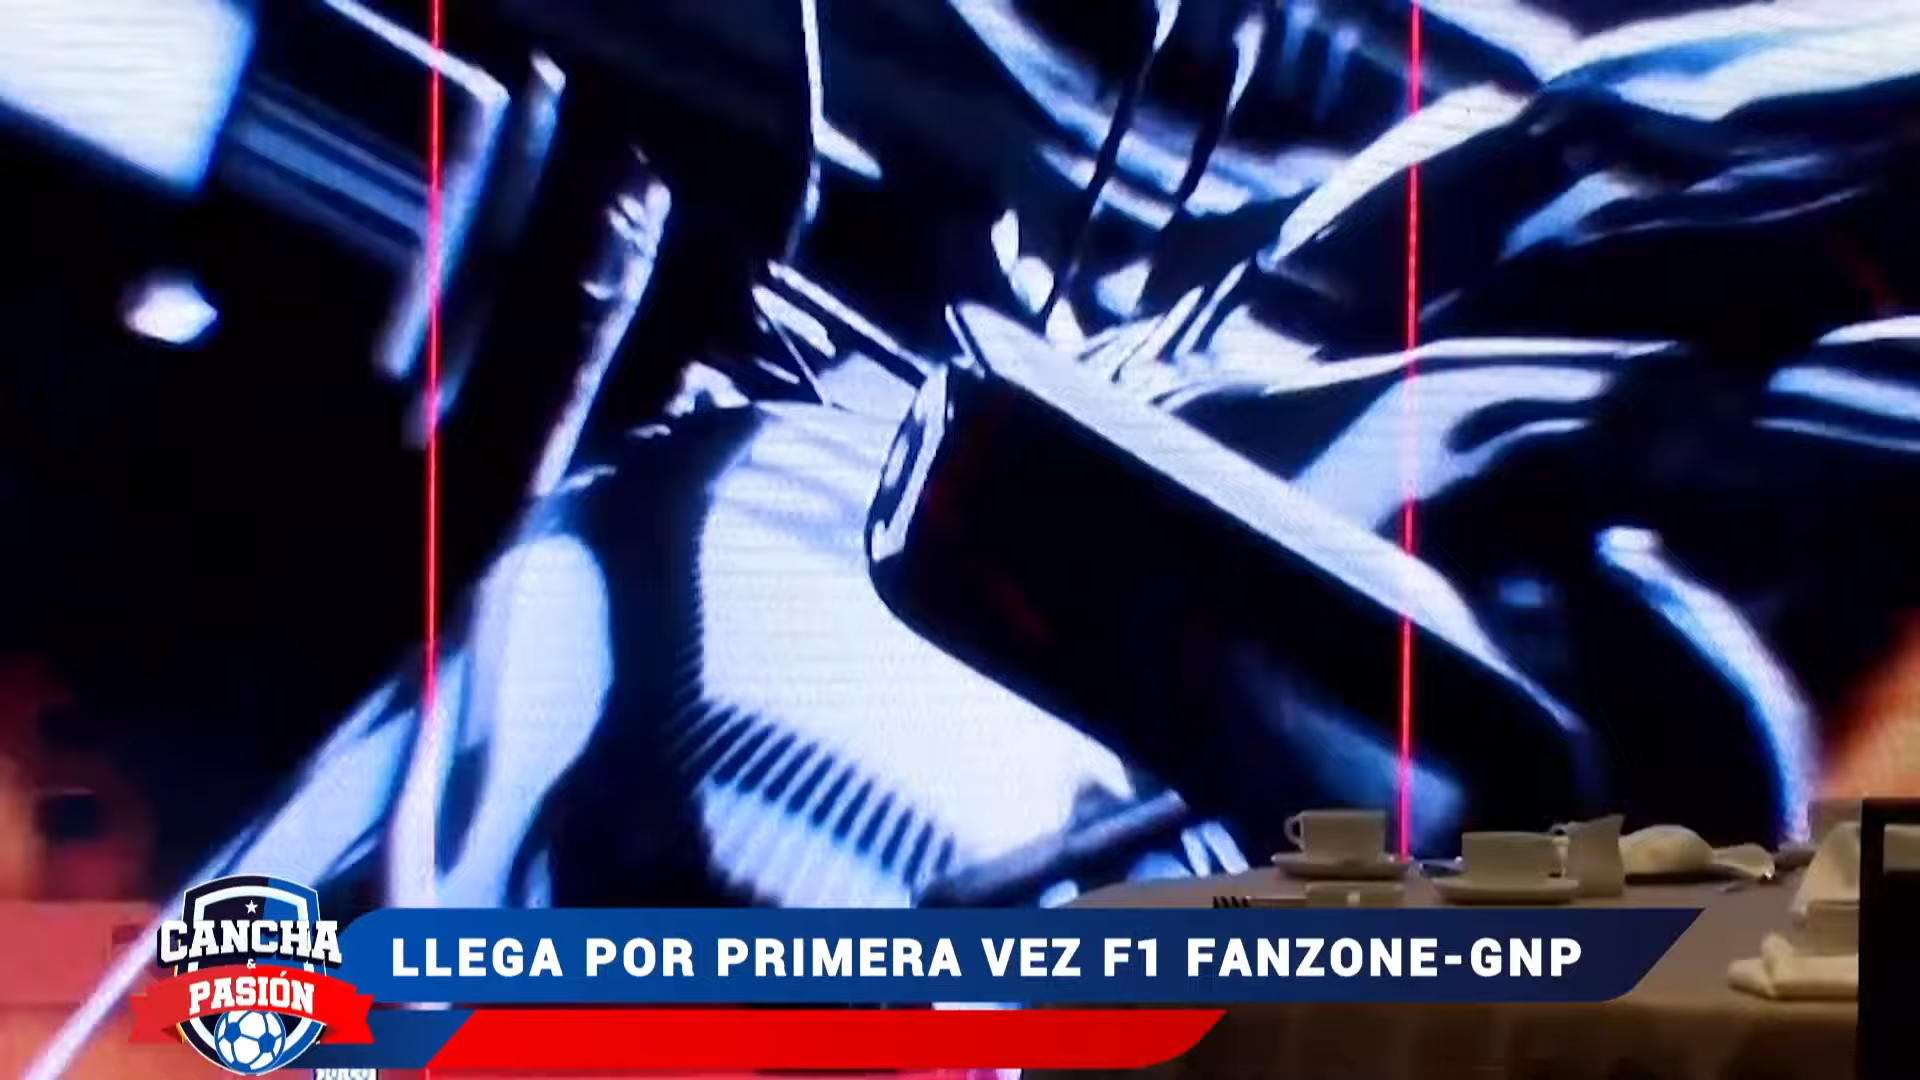 CANCHA
&
PASIÓN
LLEGA POR PRIMERA VEZ F1 FANZONE-GNP